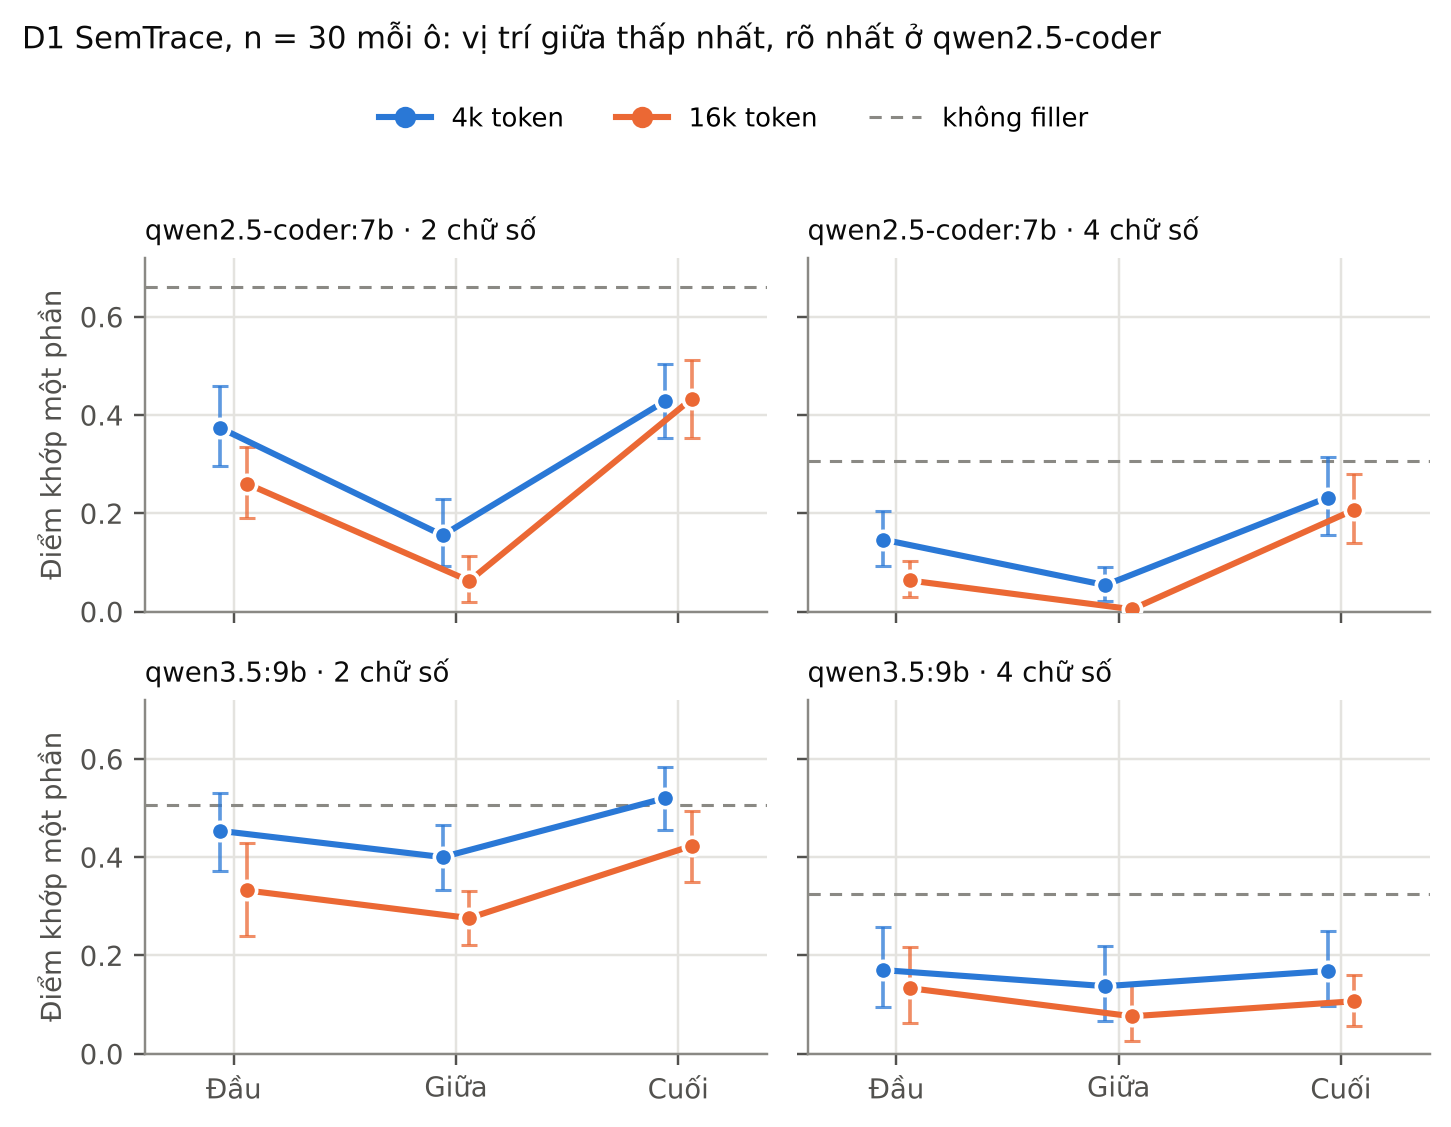 D1 SemTrace, n = 30 mỗi ô: vị trí giữa thấp nhất, rõ nhất ở qwen2.5-coder
4k token
16k token
không filler
qwen2.5-coder:7b · 2 chữ số
qwen2.5-coder:7b · 4 chữ số
Điểm khớp một phần
0.6
0.4
0.2
0.0
qwen3.5:9b · 2 chữ số
qwen3.5:9b · 4 chữ số
Điểm khớp một phần
0.6
0.4
0.2
0.0
Đầu
Giữa
Cuối
Đầu
Giữa
Cuối